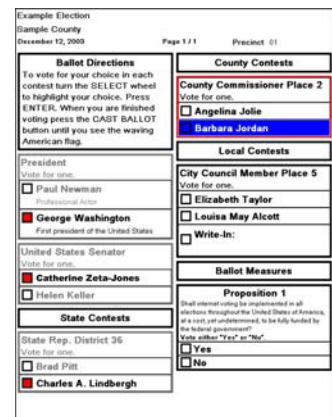 Example Election
Sample County
December 12, 2003 Page 1 / 1 Precinct 01
Ballot Directions
To vote for your choice in each
contest turn the SELECT wheel
to highlight your choice. Press
ENTER. When you are finished
voting press the CAST BALLOT
button until you see the waving
American flag.
President
Vote for one.
Paul Newman
Professional Actor
George Washington
First president of the United States
United States Senator
Vote for one.
Catherine Zeta-Jones
Helen Keller
State Contests
State Rep. District 36
Vote for one.
Brad Pitt
Charles A. Lindbergh
County Contests
County Commissioner Place 2
Vote for one.
Angelina Jolie
Barbara Jordan
Local Contests
City Council Member Place 5
Vote for one.
Elizabeth Taylor
Louisa May Alcott
Write-In:
Ballot Measures
Proposition 1
Shall internet voting be implemented in all
elections throughout the United States of America,
at a cost, yet undetermined, to be fully funded by
the federal government?
Vote either "Yes" or "No".
Yes
No